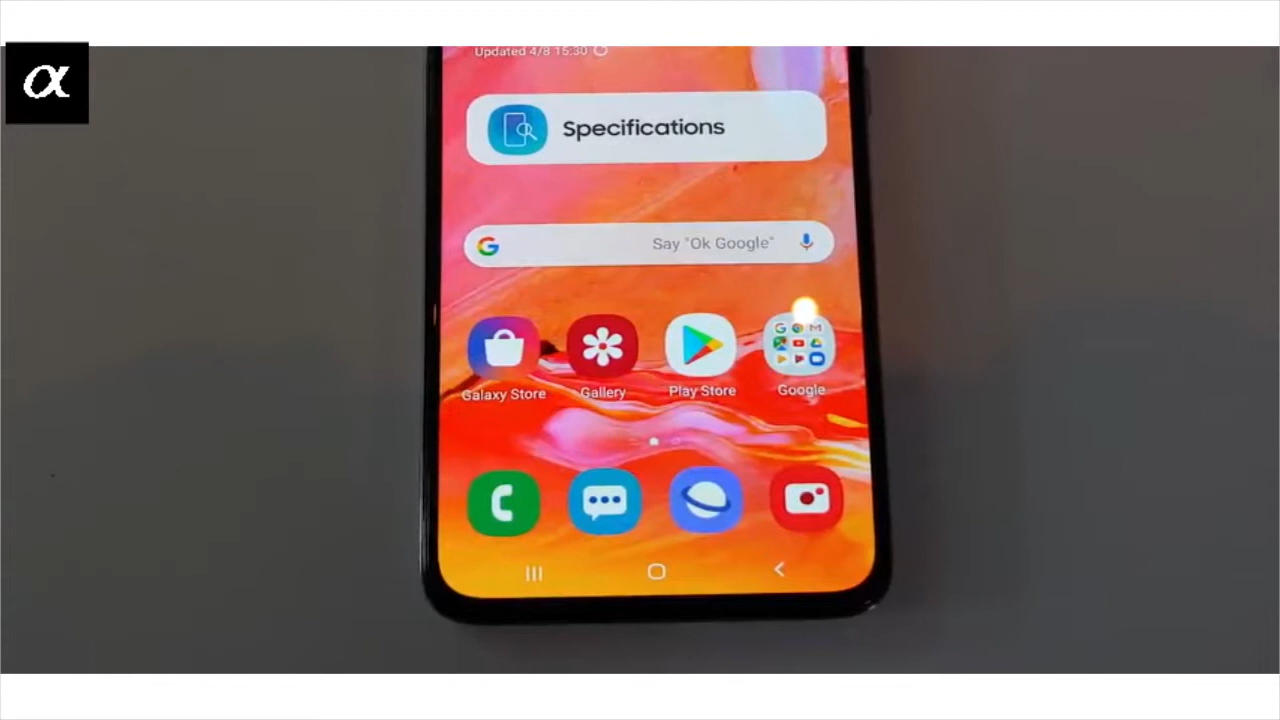 α
Updated 4/8 15:30
Specifications
Say "Ok Google"
Galaxy Store
Gallery
Play Store
Google